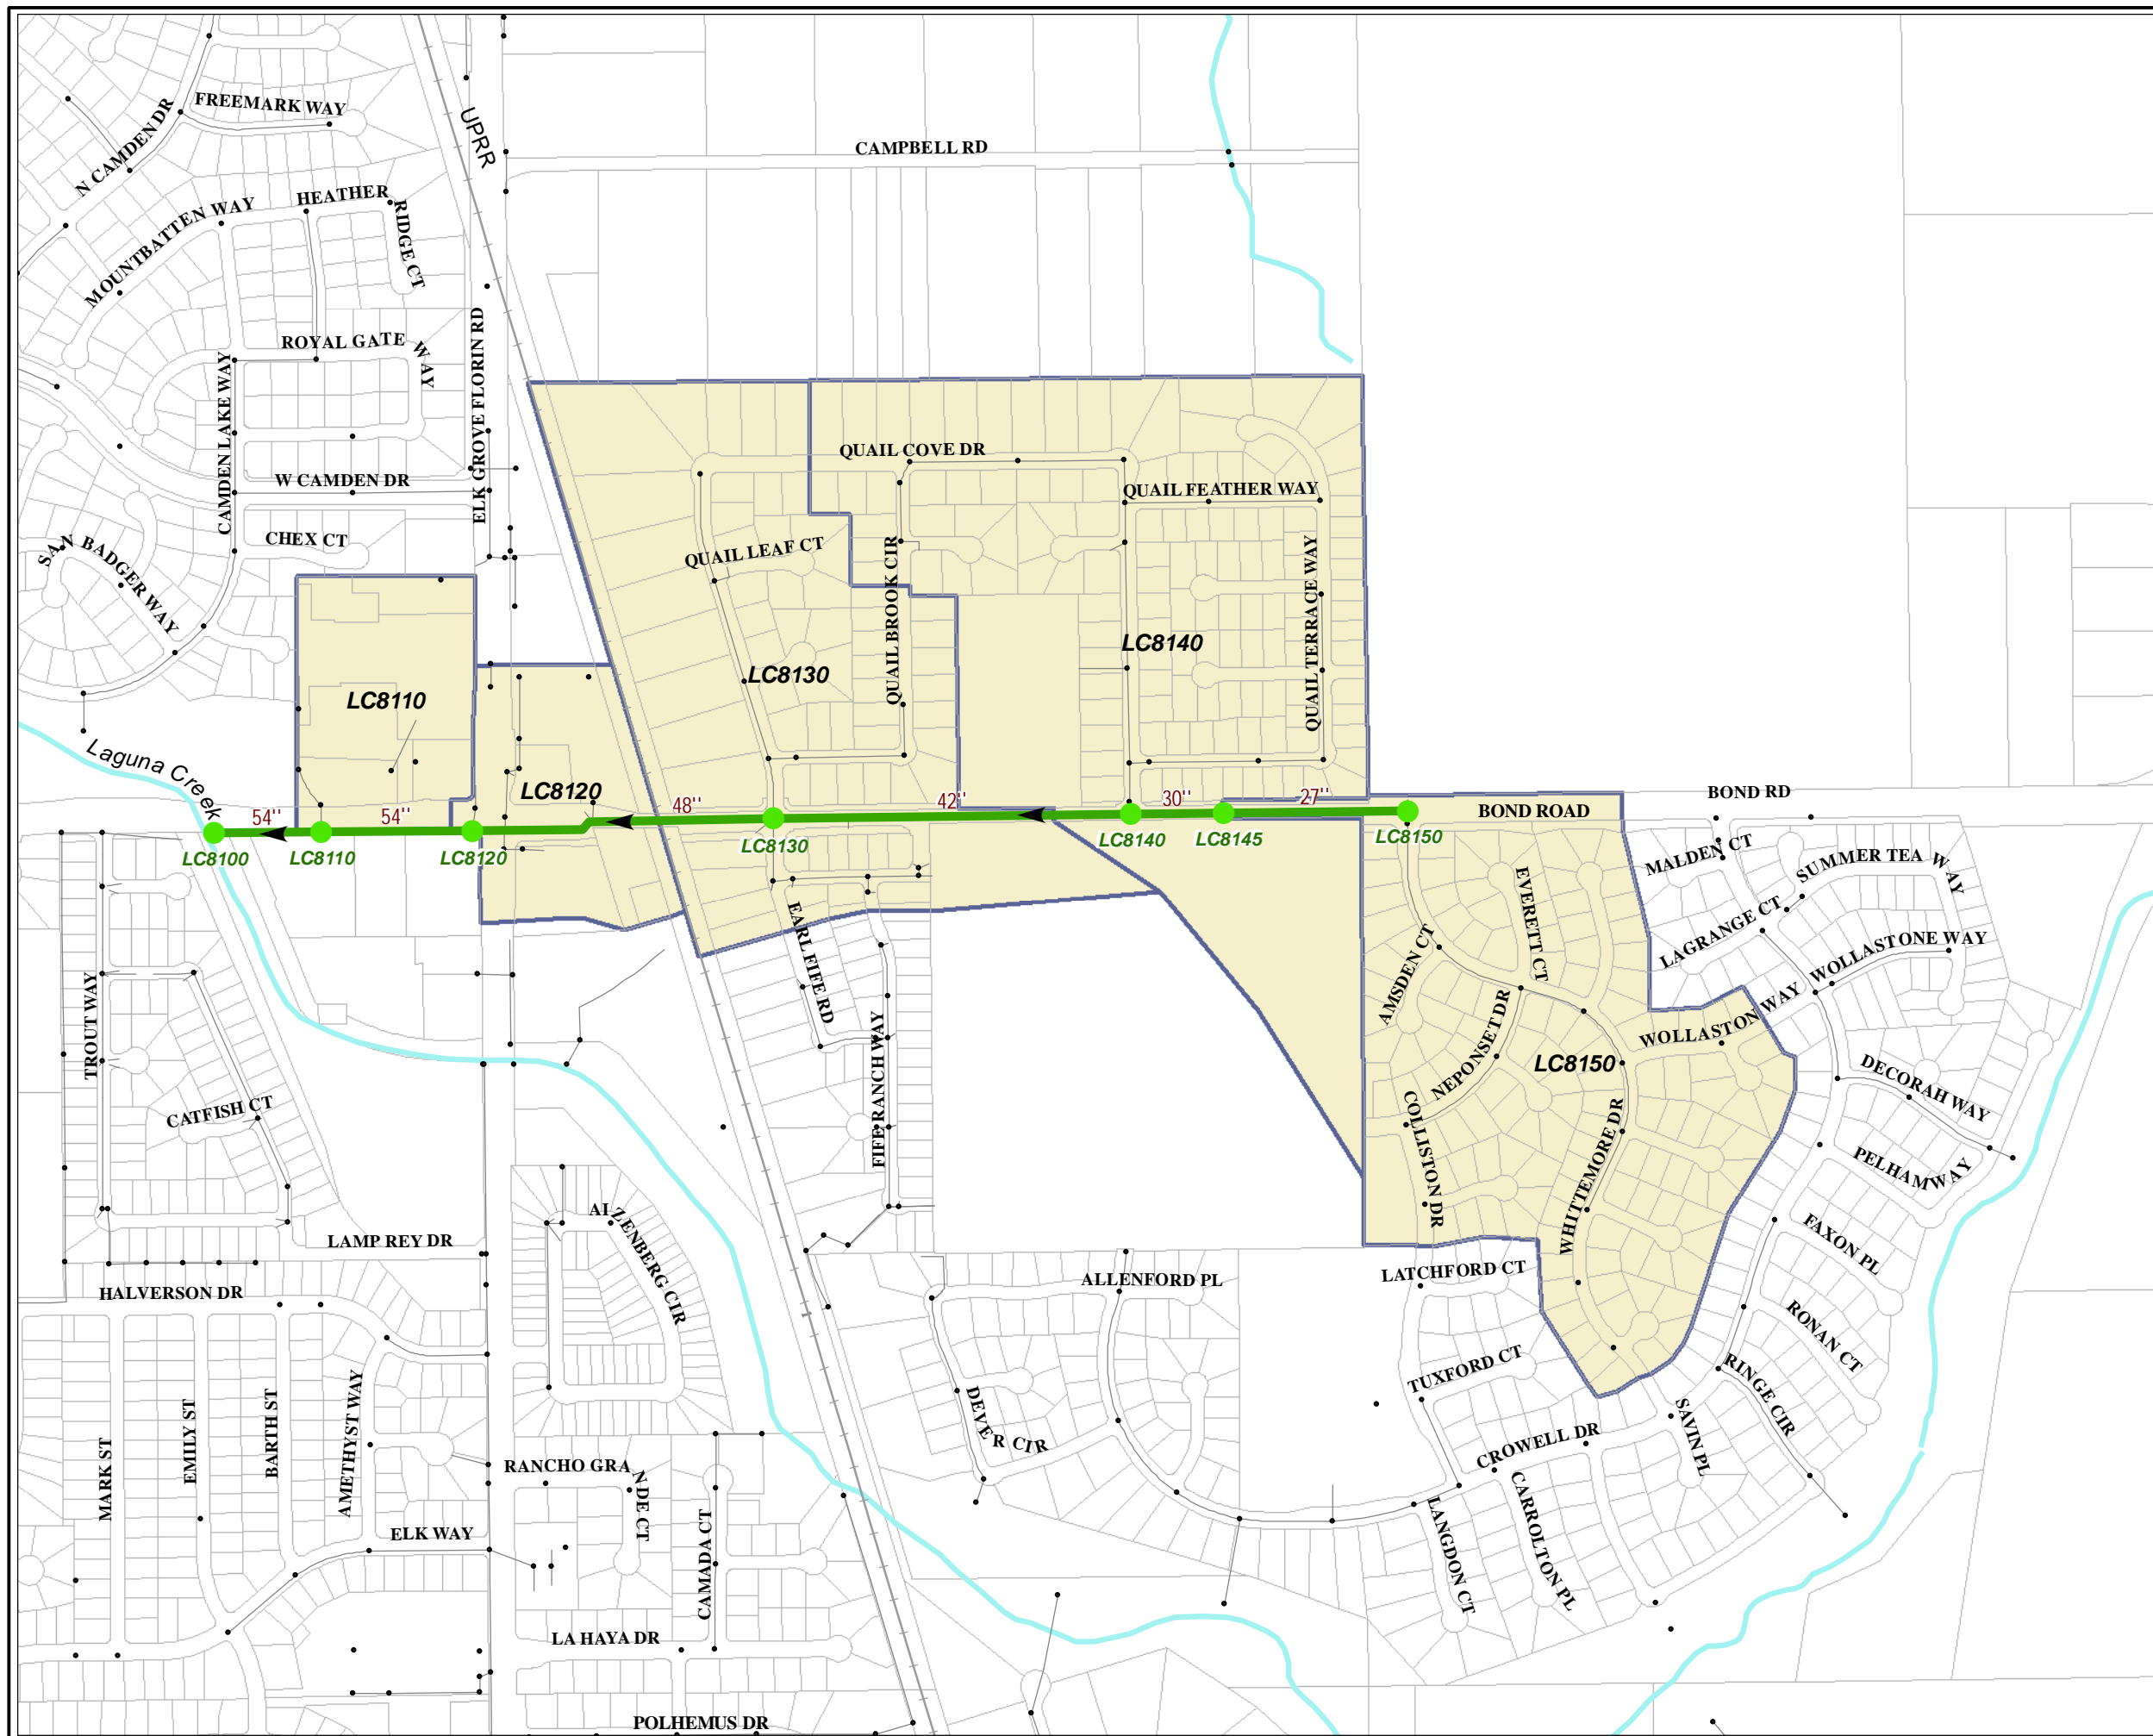 FREEMARK WAY
N CAMDEN DR
UPRR
CAMPBELL RD
HEATHER
RIDGE CT
MOUNTBATTEN WAY
ROYAL GATE
WAY
ELK GROVE FLORIN RD
CAMDEN LAKE WAY
W CAMDEN DR
CHEX CT
SAN BADGER WAY
QUAIL COVE DR
QUAIL FEATHER WAY
QUAIL LEAF CT
QUAIL BROOK CIR
QUAIL TERRACE WAY
LC8140
LC8130
LC8110
LC8120
Laguna Creek
54''
54''
48''
42''
30''
27''
BOND ROAD
BOND RD
LC8100
LC8110
LC8120
LC8130
LC8140
LC8145
LC8150
MALDEN CT
SUMMER TEA WAY
LAGRANGE CT
WOLLASTONE WAY
EVERETT CT
AMSDEN CT
NEPONSET DR
WOLLASTON WAY
LC8150
COLLISTON DR
WHITTEMORE DR
DECORAH WAY
PELHAM WAY
FAXON PL
RONAN CT
RINGE CIR
EARL FIFE RD
FIFE RANCH WAY
TROUT WAY
CATFISH CT
LAMP REY DR
HALVERSON DR
ALZENBERG CIR
ALLENFORD PL
LATCHFORD CT
TUXFORD CT
DEVER CIR
CROWELL DR
SAVIN PL
LANGDON CT
CARROLTON PL
MARK ST
EMILY ST
BARTH ST
AMETHYST WAY
ELK WAY
RANCHO GRANDE CT
CAMADA CT
LA HAYA DR
POLHEMUS DR